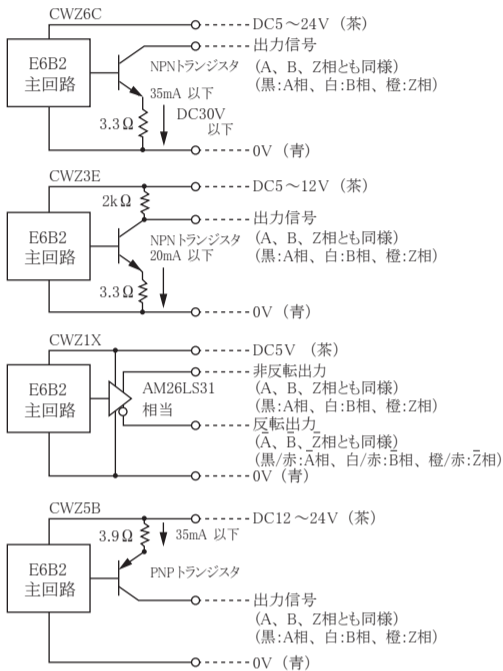 CWZ6C
DC5～24V（茶）
出力信号
E6B2
主回路
NPNトランジスタ
（A、B、Z相とも同様）
35mA 以下
（黒:A相、白:B相、橙:Z相）
DC30V
以下
3.3Ω
0V（青）
CWZ3E
DC5～12V（茶）
2kΩ
出力信号
E6B2
主回路
NPNトランジスタ
（A、B、Z相とも同様）
20mA 以下
（黒:A相、白:B相、橙:Z相）
3.3Ω
0V（青）
CWZ1X
DC5V （茶）
非反転出力
E6B2
主回路
AM26LS31
相当
（A、B、Z相とも同様）
（黒:A相、白:B相、橙:Z相）
反転出力
（A̅、B̅、Z̅相とも同様）
（黒/赤:A̅相、白/赤:B̅相、橙/赤:Z̅相）
0V（青）
CWZ5B
DC12～24V（茶）
3.9Ω
35mA 以下
E6B2
主回路
PNPトランジスタ
出力信号
（A、B、Z相とも同様）
（黒:A相、白:B相、橙:Z相）
0V（青）